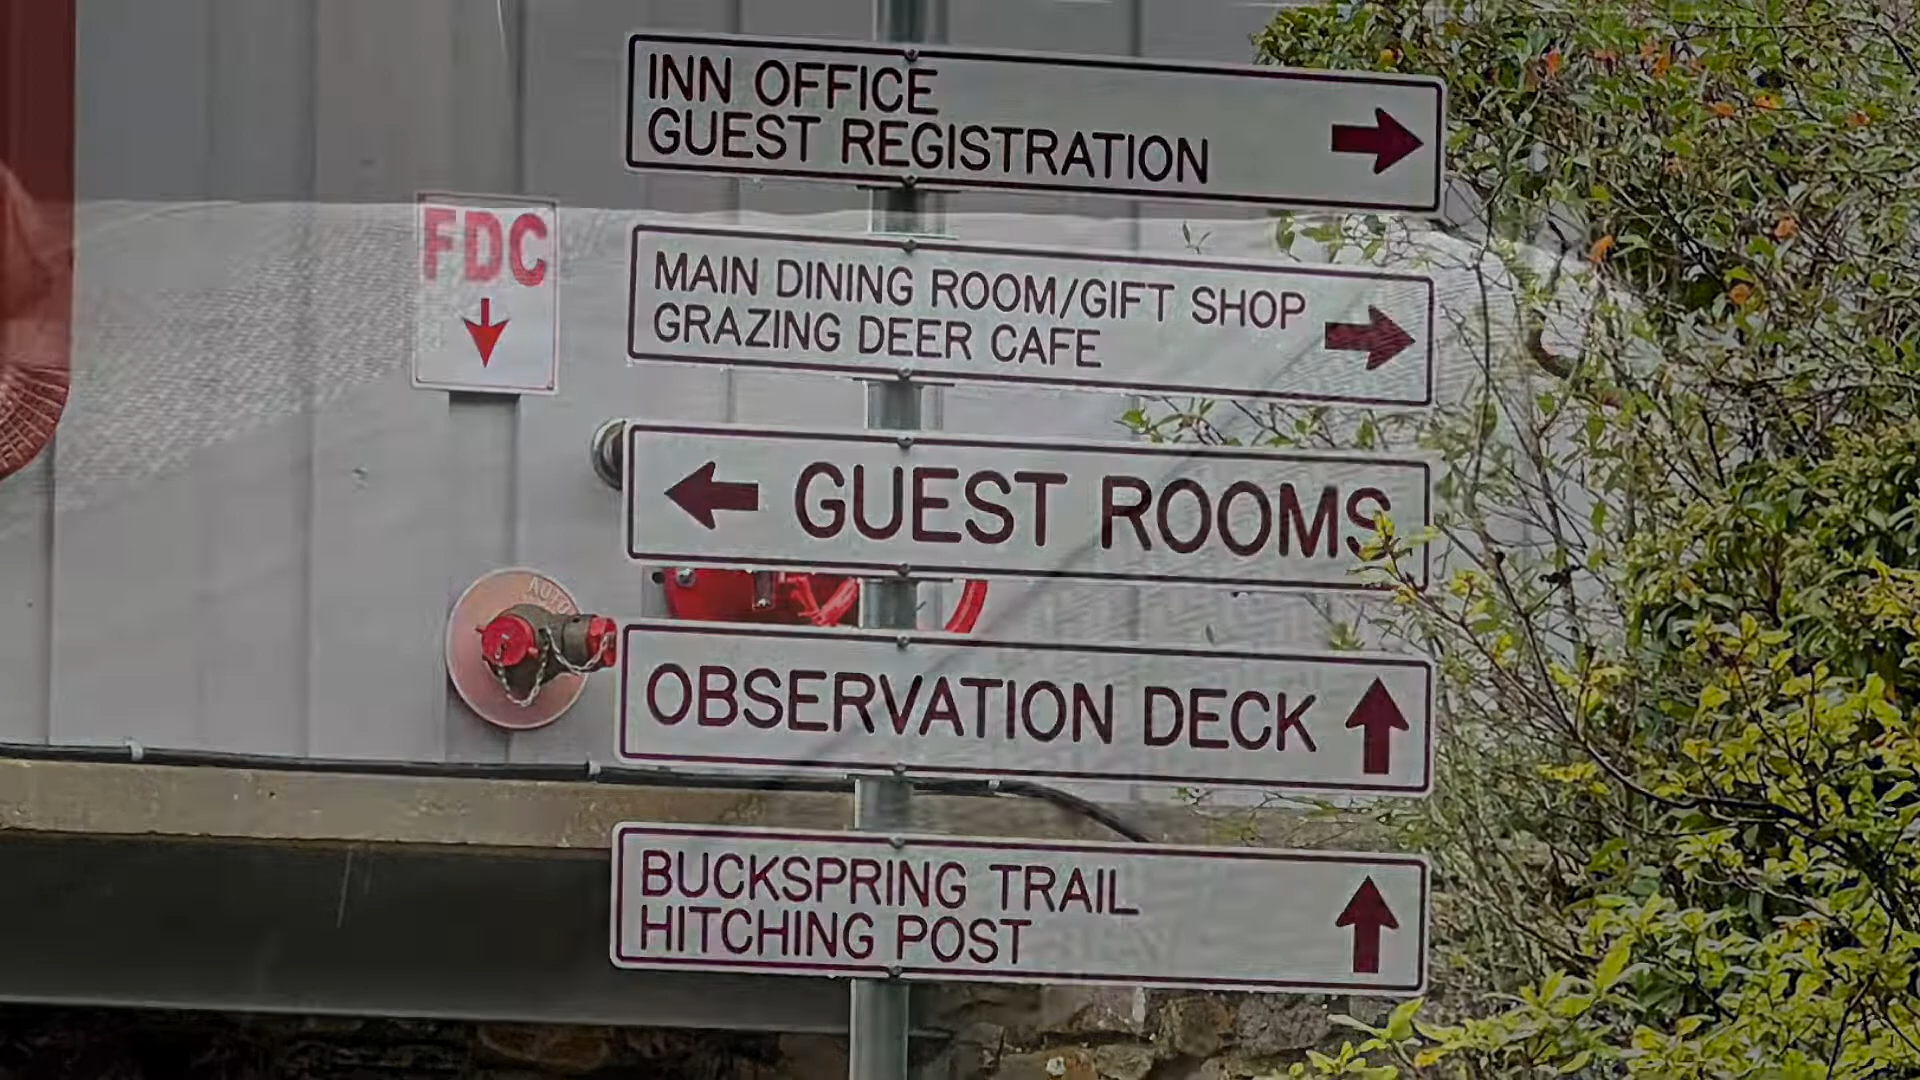 INN OFFICE
GUEST REGISTRATION
FDC
MAIN DINING ROOM/GIFT SHOP
GRAZING DEER CAFE
GUEST ROOMS
AUTO
OBSERVATION DECK
BUCKSPRING TRAIL
HITCHING POST